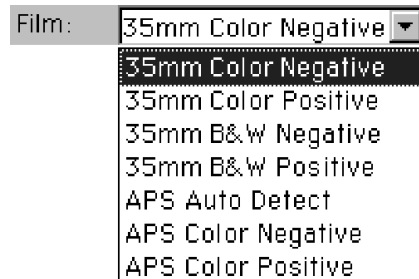 Film: 35mm Color Negative
35mm Color Negative
35mm Color Positive
35mm B&W Negative
35mm B&W Positive
APS Auto Detect
APS Color Negative
APS Color Positive